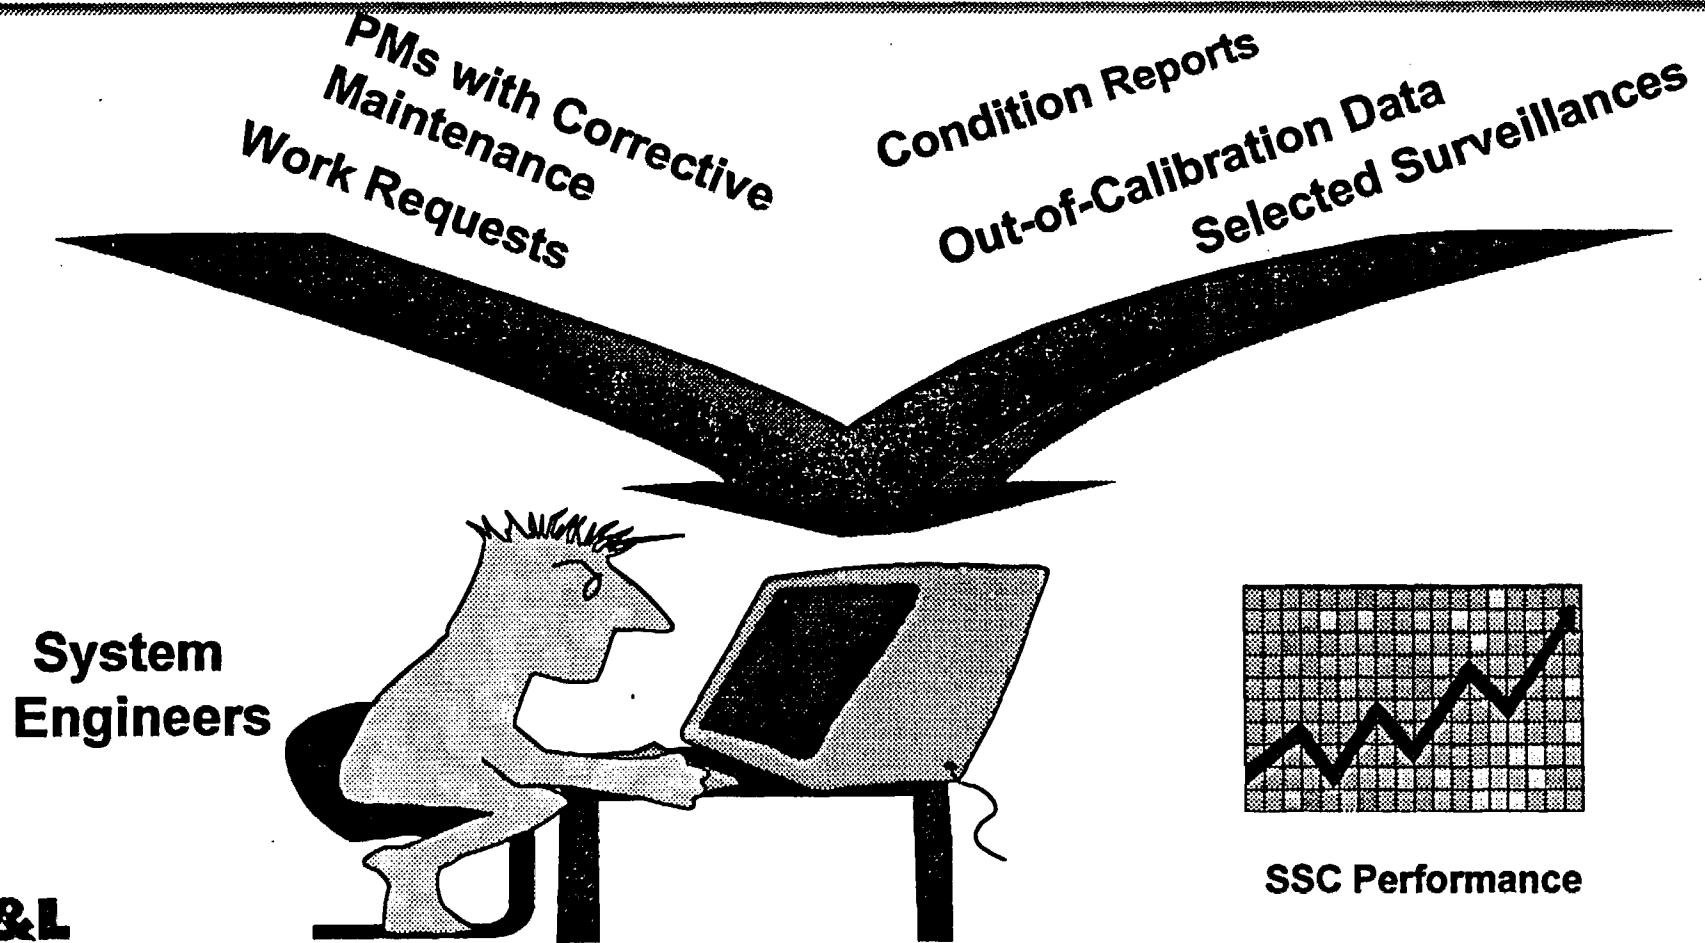 PMs with Corrective
Maintenance
Work Requests
Condition Reports
Out-of-Calibration Data
Selected Surveillances
System
Engineers
SSC Performance
&L